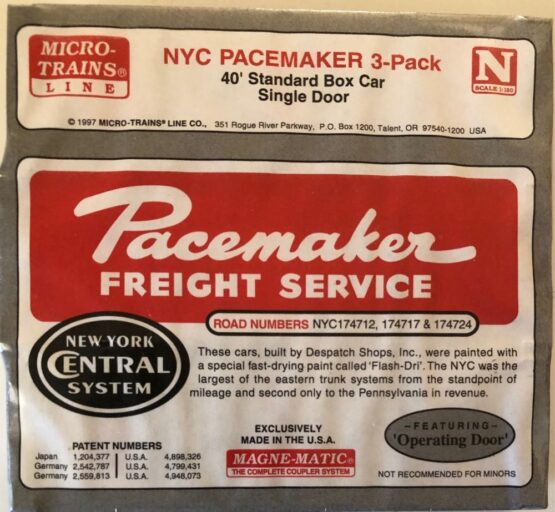 MICRO-
TRAINS®
LINE
NYC PACEMAKER 3-Pack
40' Standard Box Car
Single Door
N
SCALE 1:160
© 1997 MICRO-TRAINS® LINE CO., 351 Rogue River Parkway, P.O. Box 1200, Talent, OR 97540-1200 USA
Pacemaker
FREIGHT SERVICE
ROAD NUMBERS NYC174712, 174717 & 174724
NEW YORK
CENTRAL
SYSTEM
These cars, built by Despatch Shops, Inc., were painted with
a special fast-drying paint called 'Flash-Dri'. The NYC was the
largest of the eastern trunk systems from the standpoint of
mileage and second only to the Pennsylvania in revenue.
PATENT NUMBERS
Japan 1,204,377 U.S.A. 4,898,326
Germany 2,542,787 U.S.A. 4,799,431
Germany 2,559,813 U.S.A. 4,948,073
EXCLUSIVELY
MADE IN THE U.S.A.
MAGNE-MATIC®
THE COMPLETE COUPLER SYSTEM
-FEATURING-
'Operating Door'
NOT RECOMMENDED FOR MINORS